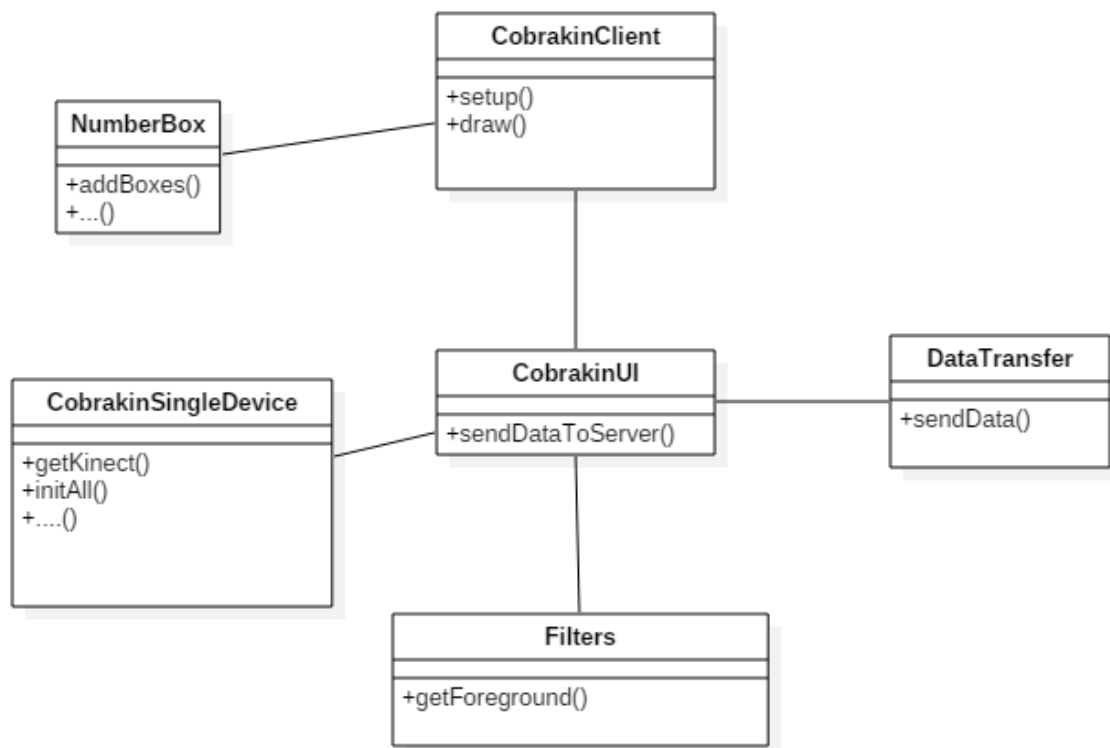 CobrakinClient
+setup()
+draw()
NumberBox
+addBoxes()
+...()
CobrakinUI
+sendDataToServer()
DataTransfer
+sendData()
CobrakinSingleDevice
+getKinect()
+initAll()
+....()
Filters
+getForeground()